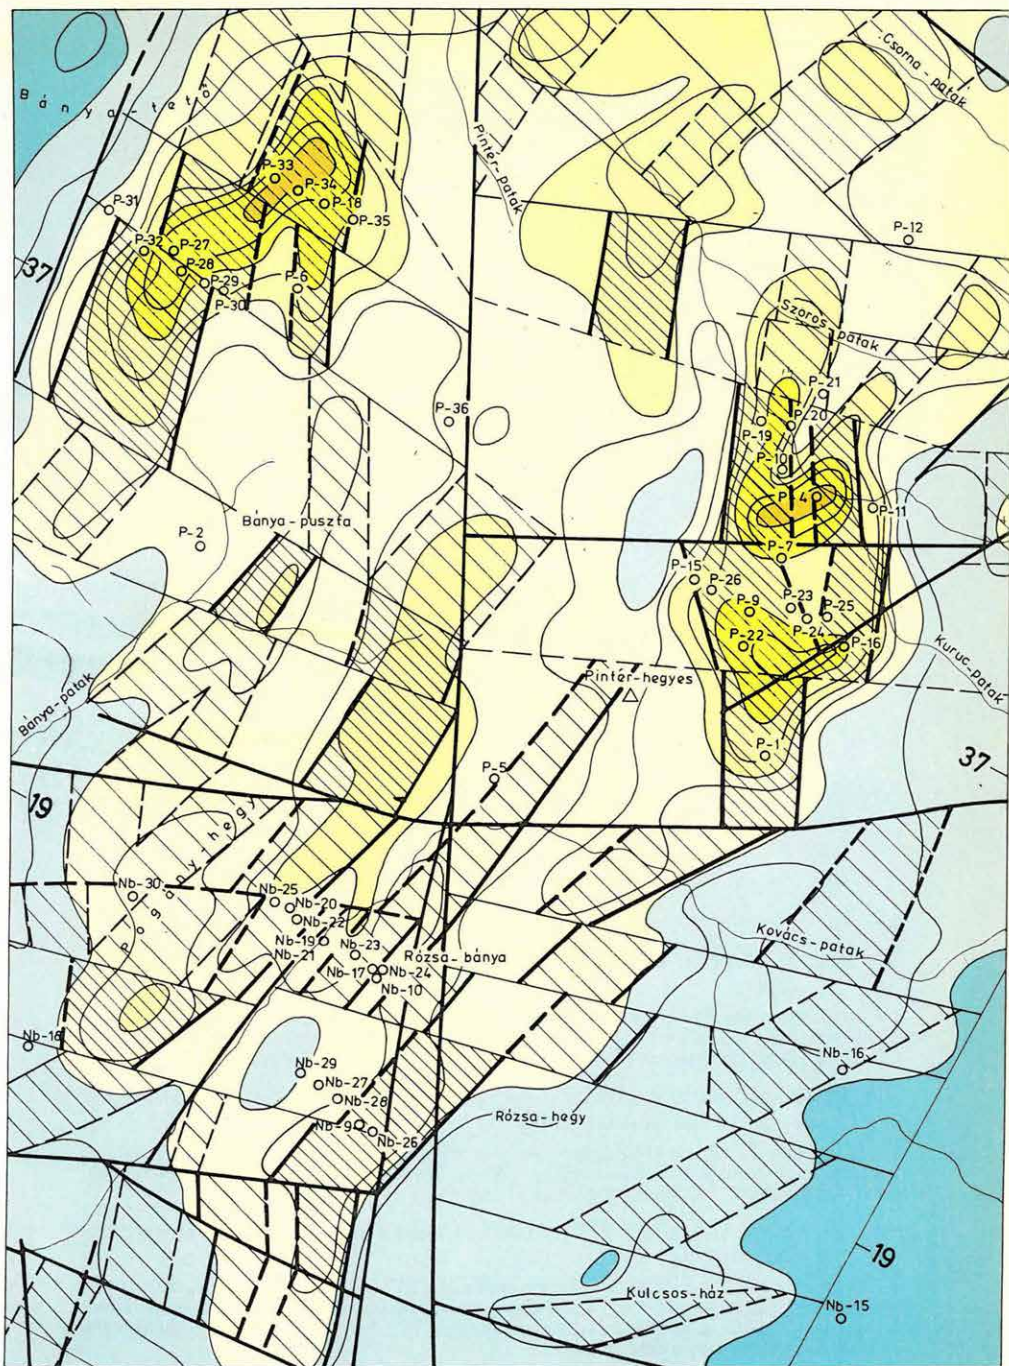 Csorna-patak
Bánya-tető
Pintér-patak
P-33
P-34
P-18
P-35
P-31
P-12
P-32
P-27
P-28
37
P-29
P-6
P-30
Szoros-patak
P-21
P-36
P-20
P-19
P-10
P-4
P-11
Bánya-puszta
P-2
P-7
P-15
P-26
P-9
P-23
P-25
P-24
P-22
P-16
Kuruc-patak
Pintér-hegyes
Bánya-patak
P-1
37
P-5
19
Pogány-hegy
Nb-30
Nb-25
Nb-20
Nb-22
Nb-19
Nb-23
Kovács-patak
Nb-21
Rózsa-bánya
Nb-17
Nb-24
Nb-10
Nb-18
Nb-29
Nb-16
Nb-27
Nb-28
Rózsa-hegy
Nb-9
Nb-26
19
Kulcsos-ház
Nb-15